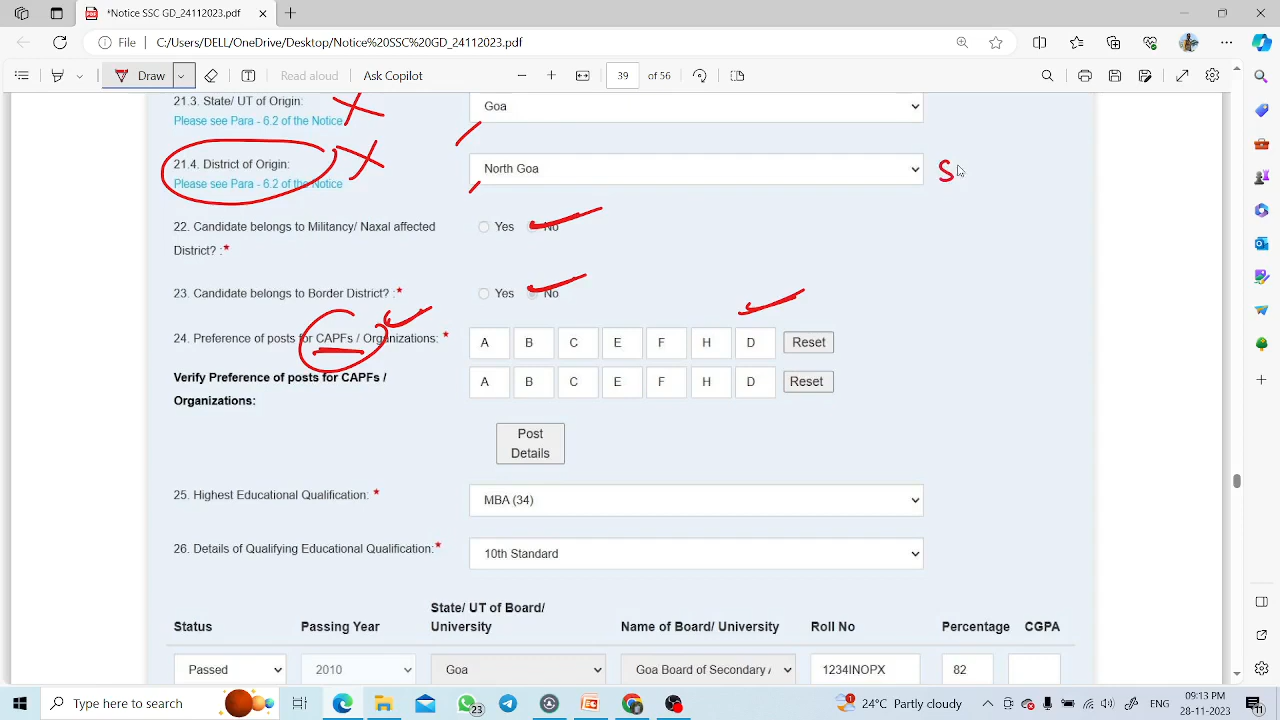 *Notice SSC GD_24112023.pdf
File
C:/Users/DELL/OneDrive/Desktop/Notice%20SSC%20GD_24112023.pdf
Draw
Read aloud
Ask Copilot
39
of 56
21.3. State/ UT of Origin:
Please see Para - 6.2 of the Notice
Goa
21.4. District of Origin:
Please see Para - 6.2 of the Notice
North Goa
S
22. Candidate belongs to Militancy/ Naxal affected
District? :*
Yes
No
23. Candidate belongs to Border District? :*
Yes
No
24. Preference of posts for CAPFs / Organizations: *
A B C E F H D Reset
Verify Preference of posts for CAPFs /
Organizations:
A B C E F H D Reset
Post
Details
25. Highest Educational Qualification: *
MBA (34)
26. Details of Qualifying Educational Qualification:*
10th Standard
Status
Passing Year
State/ UT of Board/
University
Name of Board/ University
Roll No
Percentage
CGPA
Passed
2010
Goa
Goa Board of Secondary
1234INOPX
82
Type here to search
23
1
24°C Partly cloudy
ENG
09:13 PM
28-11-2023